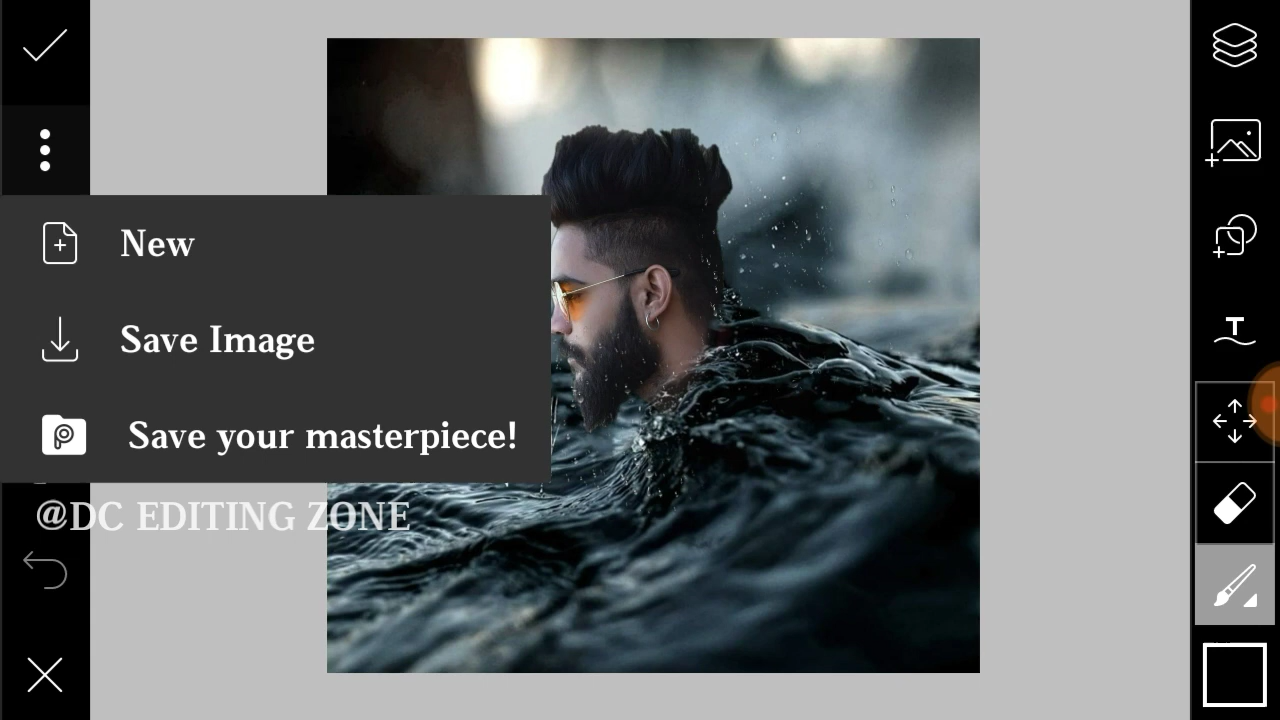 New
Save Image
Save your masterpiece!
@DC EDITING ZONE
T